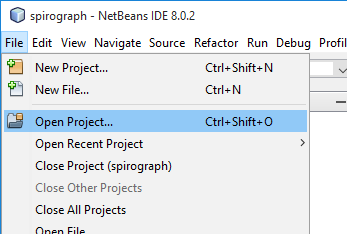 spirograph - NetBeans IDE 8.0.2
File Edit View Navigate Source Refactor Run Debug Profil
New Project... Ctrl+Shift+N
New File... Ctrl+N
Open Project... Ctrl+Shift+O
Open Recent Project
Close Project (spirograph)
Close Other Projects
Close All Projects
Open File